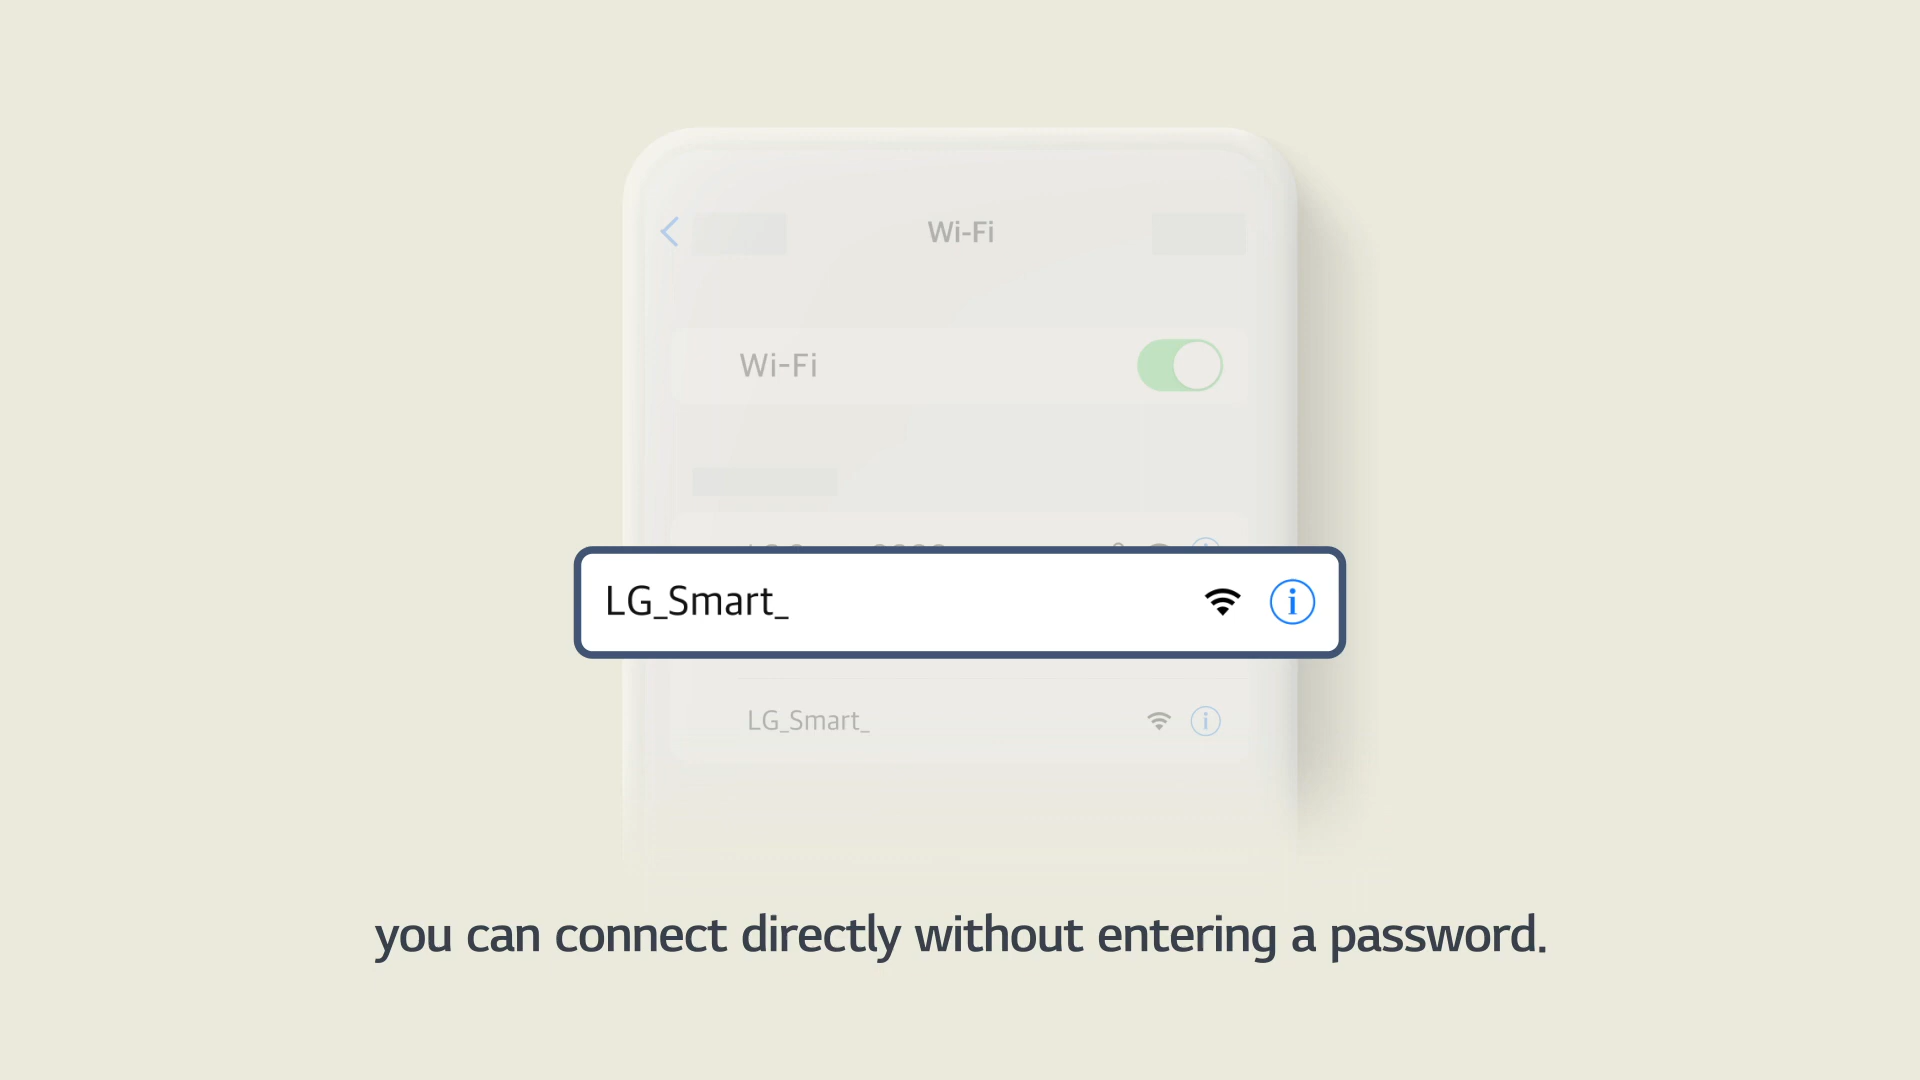 Wi-Fi
Wi-Fi
LG_Smart_
LG_Smart_
you can connect directly without entering a password.